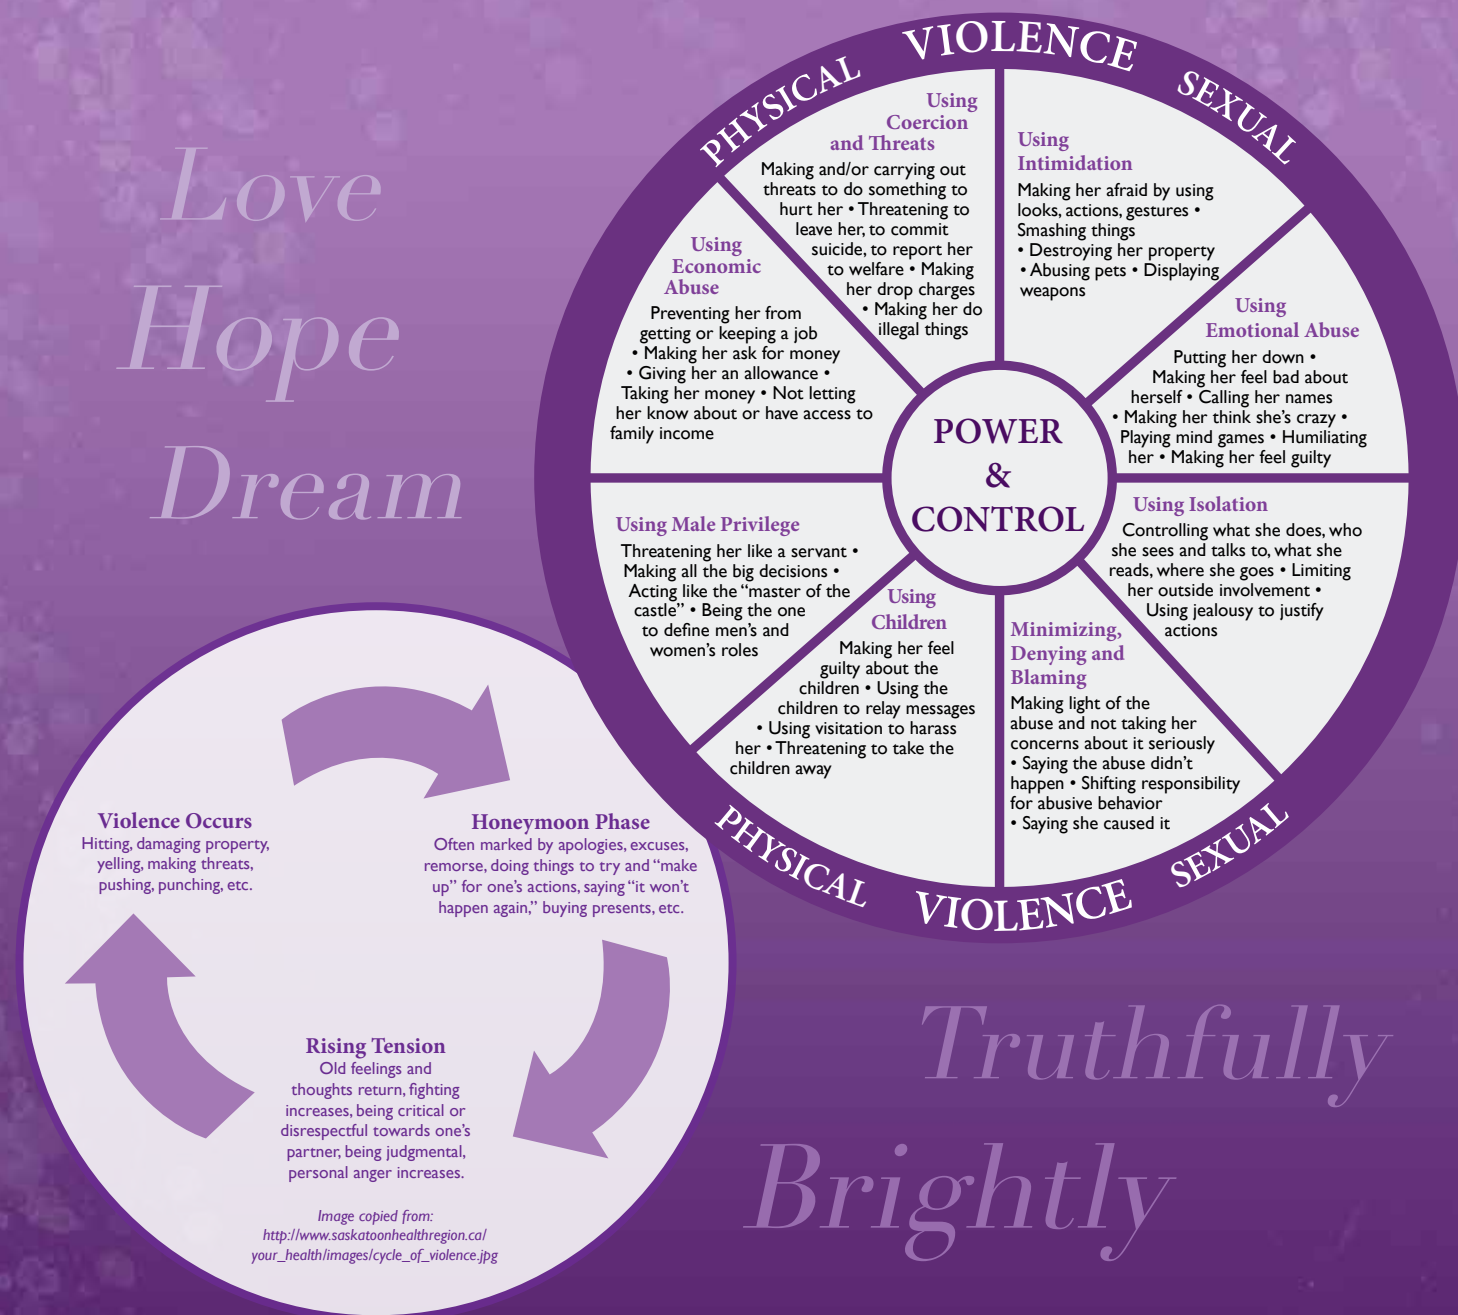 Love
Hope
Dream
PHYSICAL VIOLENCE SEXUAL
Using
Coercion
and Threats
Making and/or carrying out
threats to do something to
hurt her • Threatening to
leave her, to commit
suicide, to report her
to welfare • Making
her drop charges
• Making her do
illegal things
Using
Intimidation
Making her afraid by using
looks, actions, gestures •
Smashing things
• Destroying her property
• Abusing pets • Displaying
weapons
Using
Emotional Abuse
Putting her down •
Making her feel bad about
herself • Calling her names
• Making her think she's crazy •
Playing mind games • Humiliating
her • Making her feel guilty
Using Isolation
Controlling what she does, who
she sees and talks to, what she
reads, where she goes • Limiting
her outside involvement •
Using jealousy to justify
actions
Minimizing,
Denying and
Blaming
Making light of the
abuse and not taking her
concerns about it seriously
• Saying the abuse didn't
happen • Shifting responsibility
for abusive behavior
• Saying she caused it
Using
Children
Making her feel
guilty about the
children • Using the
children to relay messages
• Using visitation to harass
her • Threatening to take the
children away
Using Male Privilege
Threatening her like a servant •
Making all the big decisions •
Acting like the “master of the
castle” • Being the one
to define men's and
women's roles
Using
Economic
Abuse
Preventing her from
getting or keeping a job
• Making her ask for money
• Giving her an allowance •
Taking her money • Not letting
her know about or have access to
family income
POWER
&
CONTROL
PHYSICAL VIOLENCE SEXUAL
Violence Occurs
Hitting, damaging property,
yelling, making threats,
pushing, punching, etc.
Honeymoon Phase
Often marked by apologies, excuses,
remorse, doing things to try and “make
up” for one's actions, saying “it won't
happen again,” buying presents, etc.
Rising Tension
Old feelings and
thoughts return, fighting
increases, being critical or
disrespectful towards one's
partner, being judgmental,
personal anger increases.
Image copied from:
http://www.saskatoonhealthregion.ca/
your_health/images/cycle_of_violence.jpg
Truthfully
Brightly